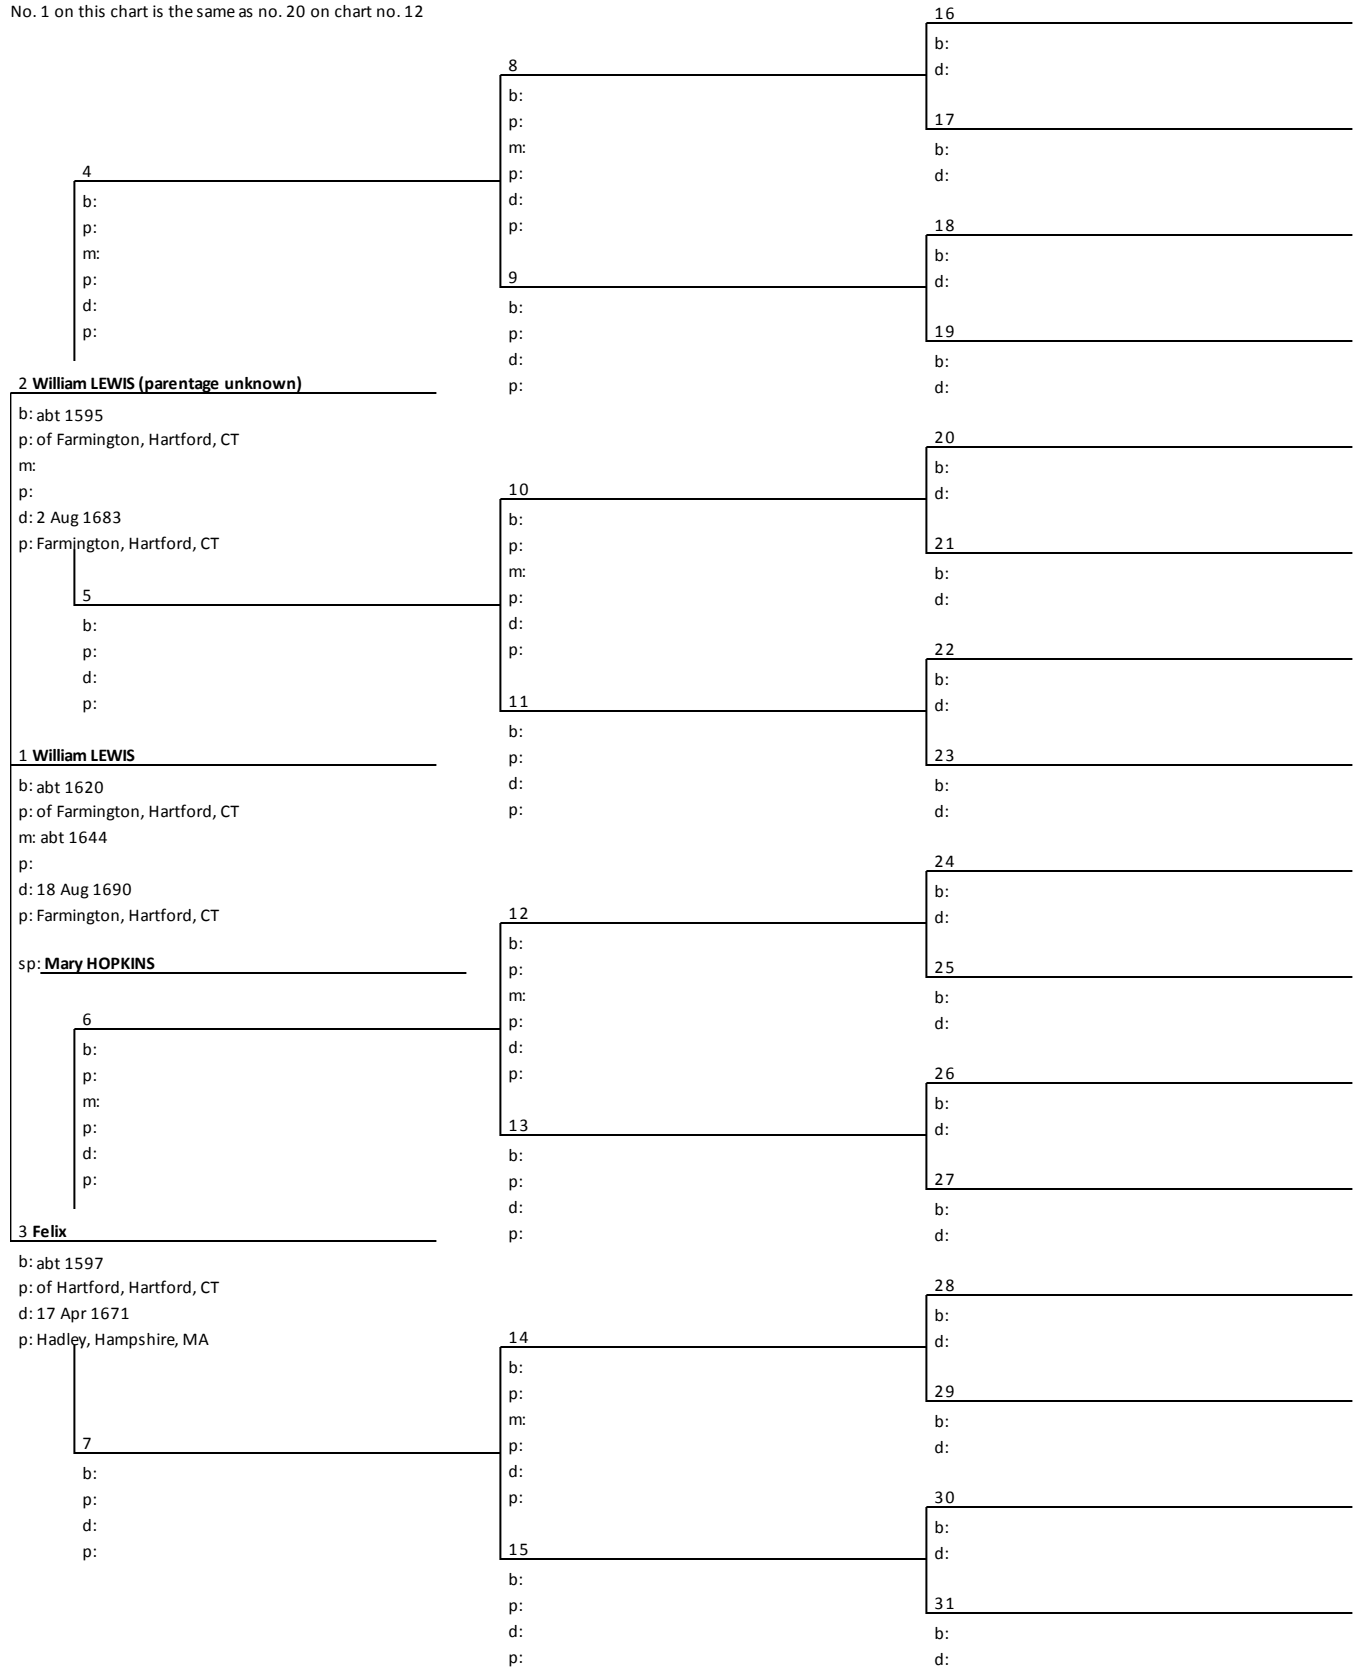 No. 1 on this chart is the same as no. 20 on chart no. 12
2 William LEWIS (parentage unknown)
b: abt 1595
p: of Farmington, Hartford, CT
m:
p:
d: 2 Aug 1683
p: Farmington, Hartford, CT
1 William LEWIS
b: abt 1620
p: of Farmington, Hartford, CT
m: abt 1644
p:
d: 18 Aug 1690
p: Farmington, Hartford, CT
sp: Mary HOPKINS
3 Felix
b: abt 1597
p: of Hartford, Hartford, CT
d: 17 Apr 1671
p: Hadley, Hampshire, MA
4
b:
p:
m:
p:
d:
p:
5
b:
p:
d:
p:
6
b:
p:
m:
p:
d:
p:
7
b:
p:
d:
p:
8
b:
p:
m:
p:
d:
p:
9
b:
p:
d:
p:
10
b:
p:
m:
p:
d:
p:
11
b:
p:
d:
p:
12
b:
p:
m:
p:
d:
p:
13
b:
p:
d:
p:
14
b:
p:
m:
p:
d:
p:
15
b:
p:
d:
p:
16
b:
d:
17
b:
d:
18
b:
d:
19
b:
d:
20
b:
d:
21
b:
d:
22
b:
d:
23
b:
d:
24
b:
d:
25
b:
d:
26
b:
d:
27
b:
d:
28
b:
d:
29
b:
d:
30
b:
d:
31
b:
d: